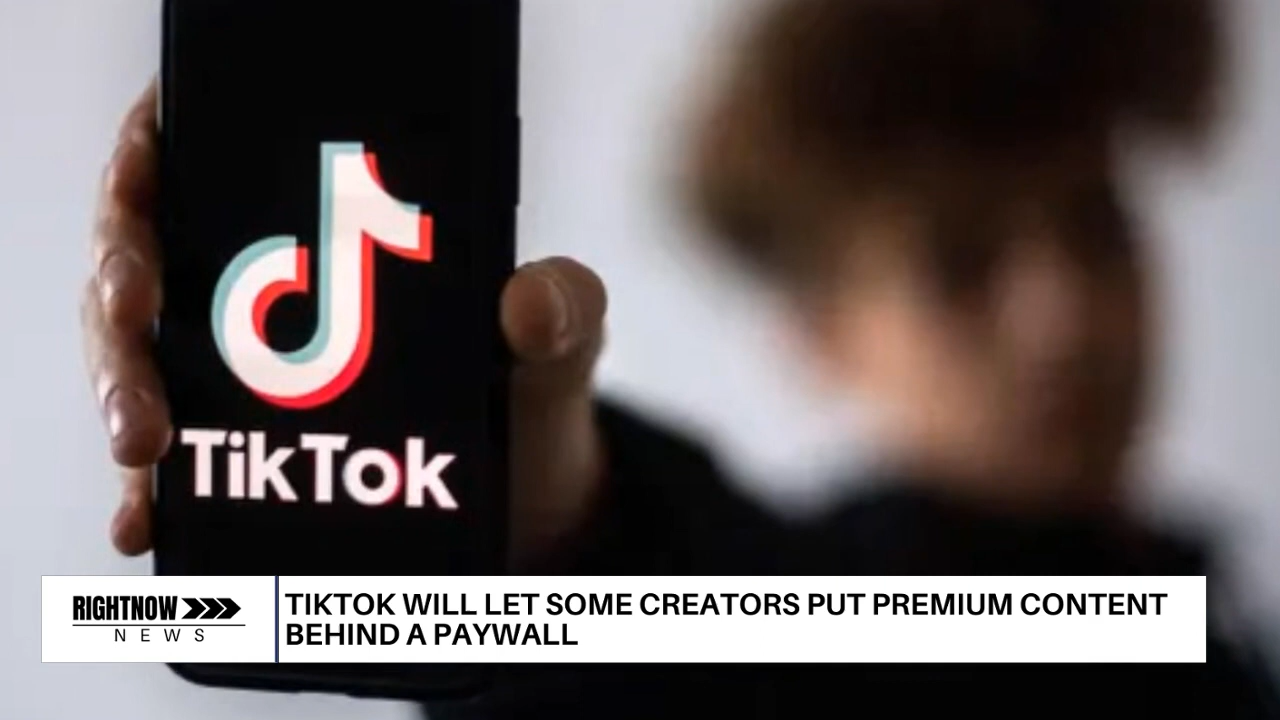 TikTok
RIGHTNOW
NEWS
TIKTOK WILL LET SOME CREATORS PUT PREMIUM CONTENT
BEHIND A PAYWALL